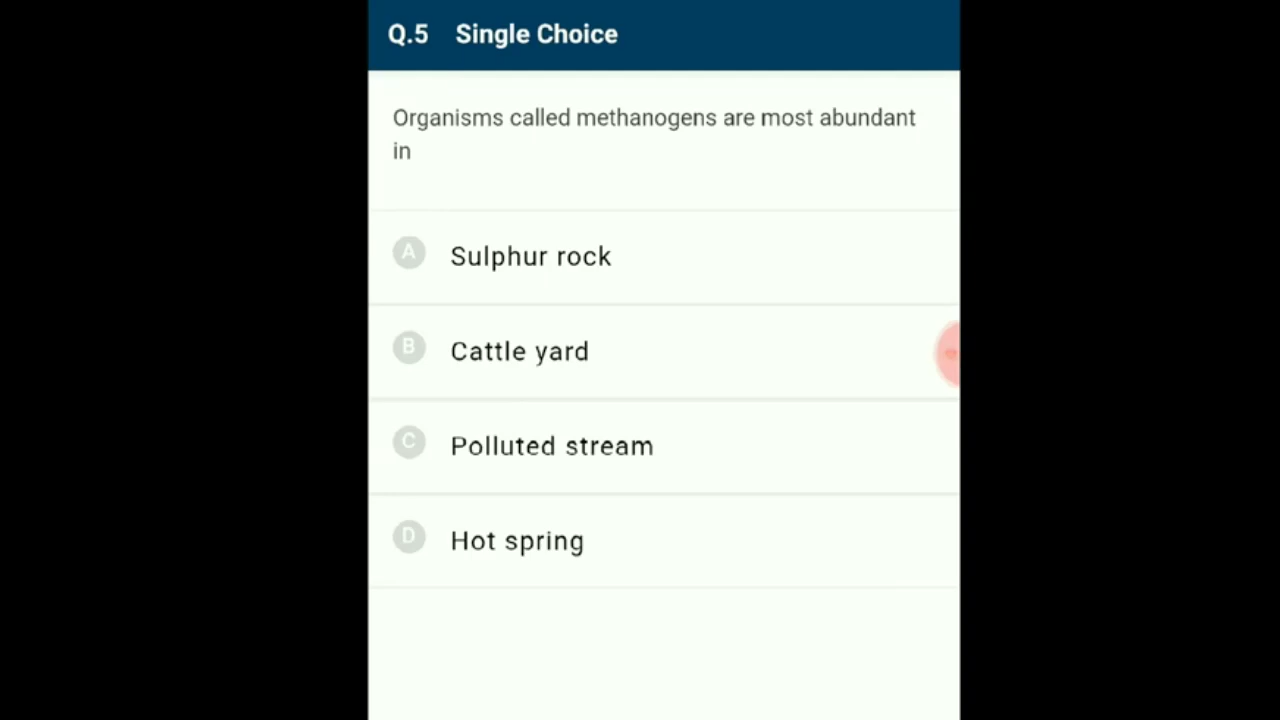 Q.5 Single Choice
Organisms called methanogens are most abundant
in
A Sulphur rock
B Cattle yard
C Polluted stream
D Hot spring